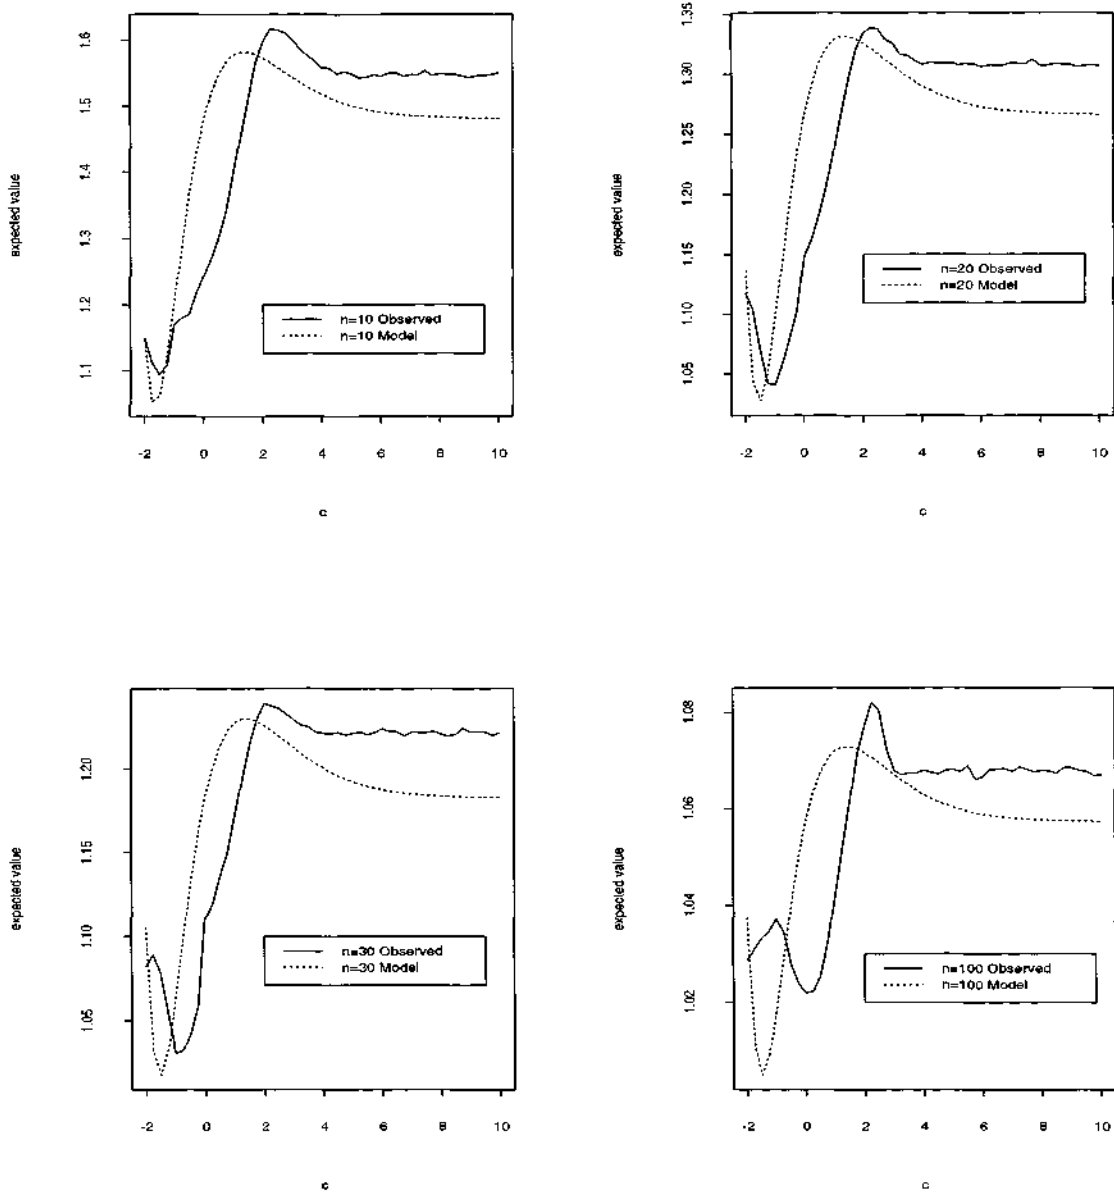 expected value
1.1 1.2 1.3 1.4 1.5 1.6
n=10 Observed
n=10 Model
-2 0 2 4 6 8 10
c
expected value
1.05 1.10 1.15 1.20 1.25 1.30 1.35
n=20 Observed
n=20 Model
-2 0 2 4 6 8 10
c
expected value
1.05 1.10 1.15 1.20
n=30 Observed
n=30 Model
-2 0 2 4 6 8 10
c
expected value
1.02 1.04 1.06 1.08
n=100 Observed
n=100 Model
-2 0 2 4 6 8 10
c